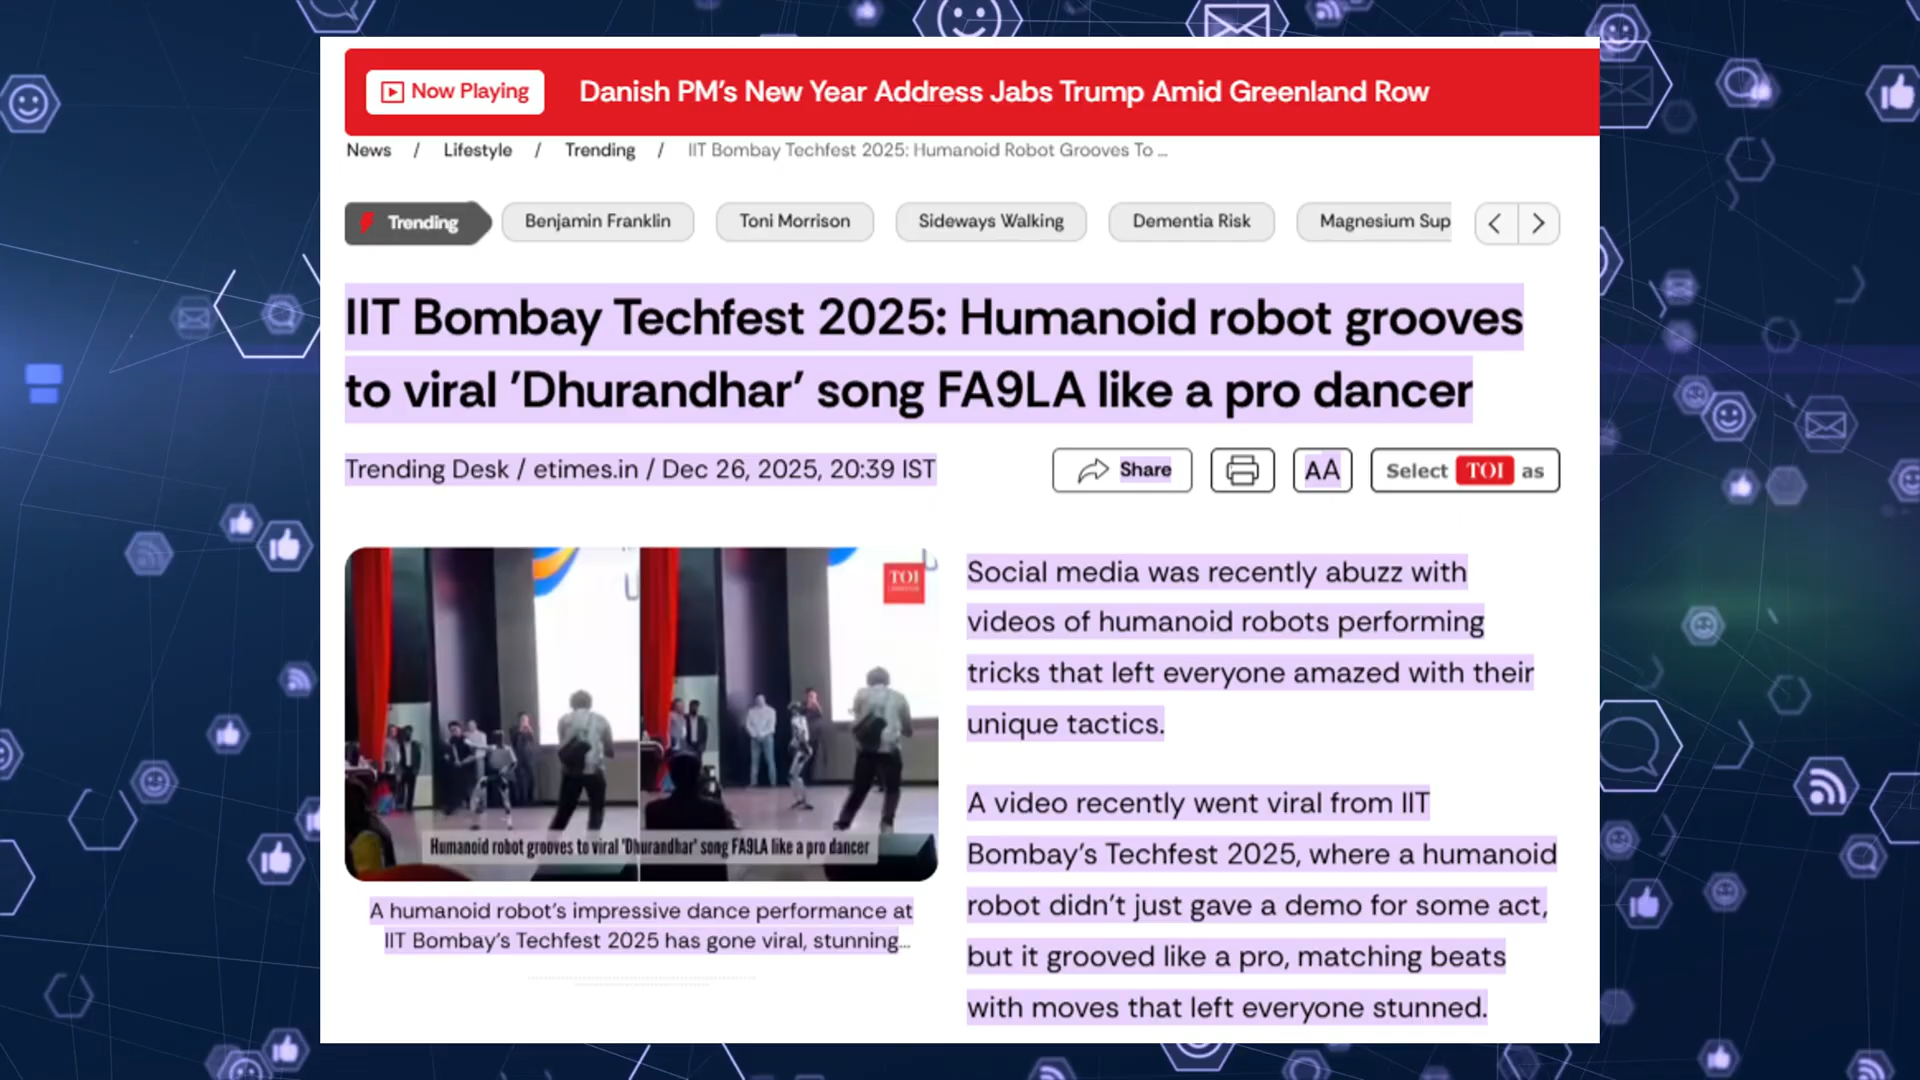 Now Playing
Danish PM's New Year Address Jabs Trump Amid Greenland Row
News / Lifestyle / Trending / IIT Bombay Techfest 2025: Humanoid Robot Grooves To ...
Trending
Benjamin Franklin
Toni Morrison
Sideways Walking
Dementia Risk
Magnesium Sup
IIT Bombay Techfest 2025: Humanoid robot grooves
to viral 'Dhurandhar' song FA9LA like a pro dancer
Trending Desk / etimes.in / Dec 26, 2025, 20:39 IST
Share
AA
Select TOI as
TOI
Humanoid robot grooves to viral 'Dhurandhar' song FA9LA like a pro dancer
A humanoid robot's impressive dance performance at
IIT Bombay's Techfest 2025 has gone viral, stunning...
Social media was recently abuzz with
videos of humanoid robots performing
tricks that left everyone amazed with their
unique tactics.
A video recently went viral from IIT
Bombay's Techfest 2025, where a humanoid
robot didn't just gave a demo for some act,
but it grooved like a pro, matching beats
with moves that left everyone stunned.